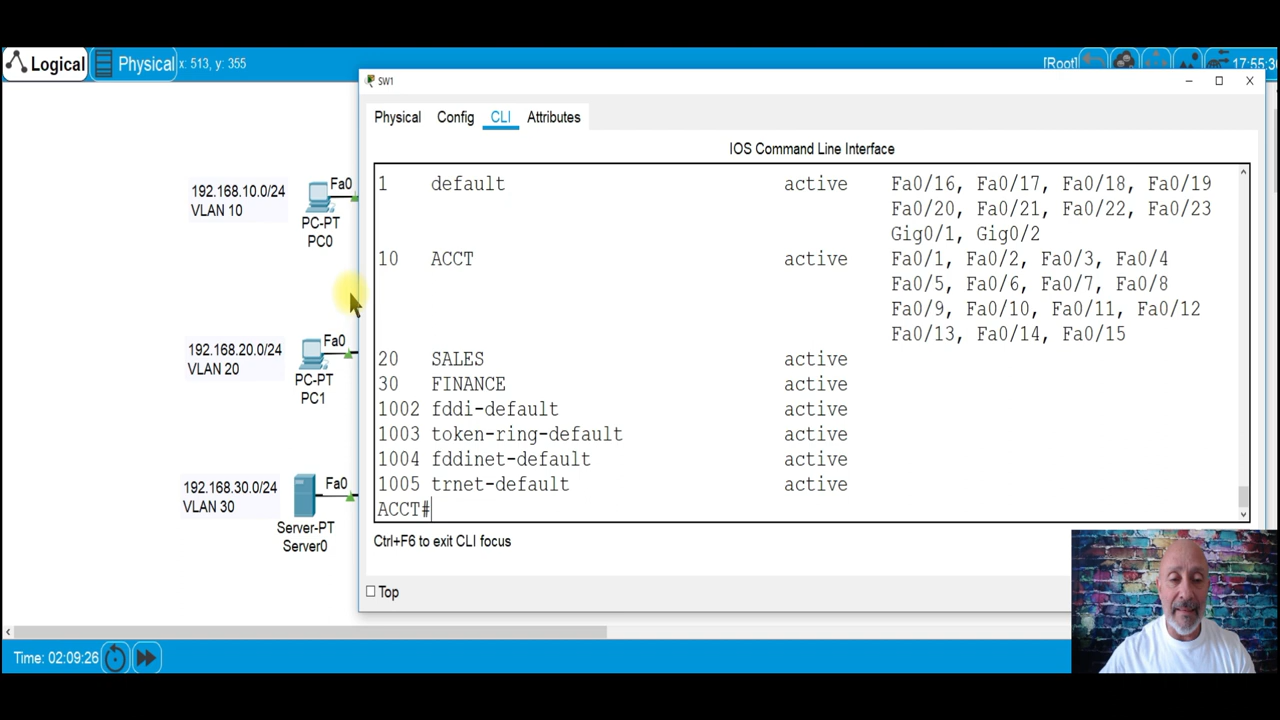 Logical Physical x: 513, y: 355 [Root] 17:55:30
SW1
Physical Config CLI Attributes
IOS Command Line Interface
1 default active Fa0/16, Fa0/17, Fa0/18, Fa0/19
Fa0/20, Fa0/21, Fa0/22, Fa0/23
Gig0/1, Gig0/2
10 ACCT active Fa0/1, Fa0/2, Fa0/3, Fa0/4
Fa0/5, Fa0/6, Fa0/7, Fa0/8
Fa0/9, Fa0/10, Fa0/11, Fa0/12
Fa0/13, Fa0/14, Fa0/15
20 SALES active
30 FINANCE active
1002 fddi-default active
1003 token-ring-default active
1004 fddinet-default active
1005 trnet-default active
ACCT#
Ctrl+F6 to exit CLI focus
Top
192.168.10.0/24
VLAN 10
Fa0
PC-PT
PC0
192.168.20.0/24
VLAN 20
Fa0
PC-PT
PC1
192.168.30.0/24
VLAN 30
Fa0
Server-PT
Server0
Time: 02:09:26